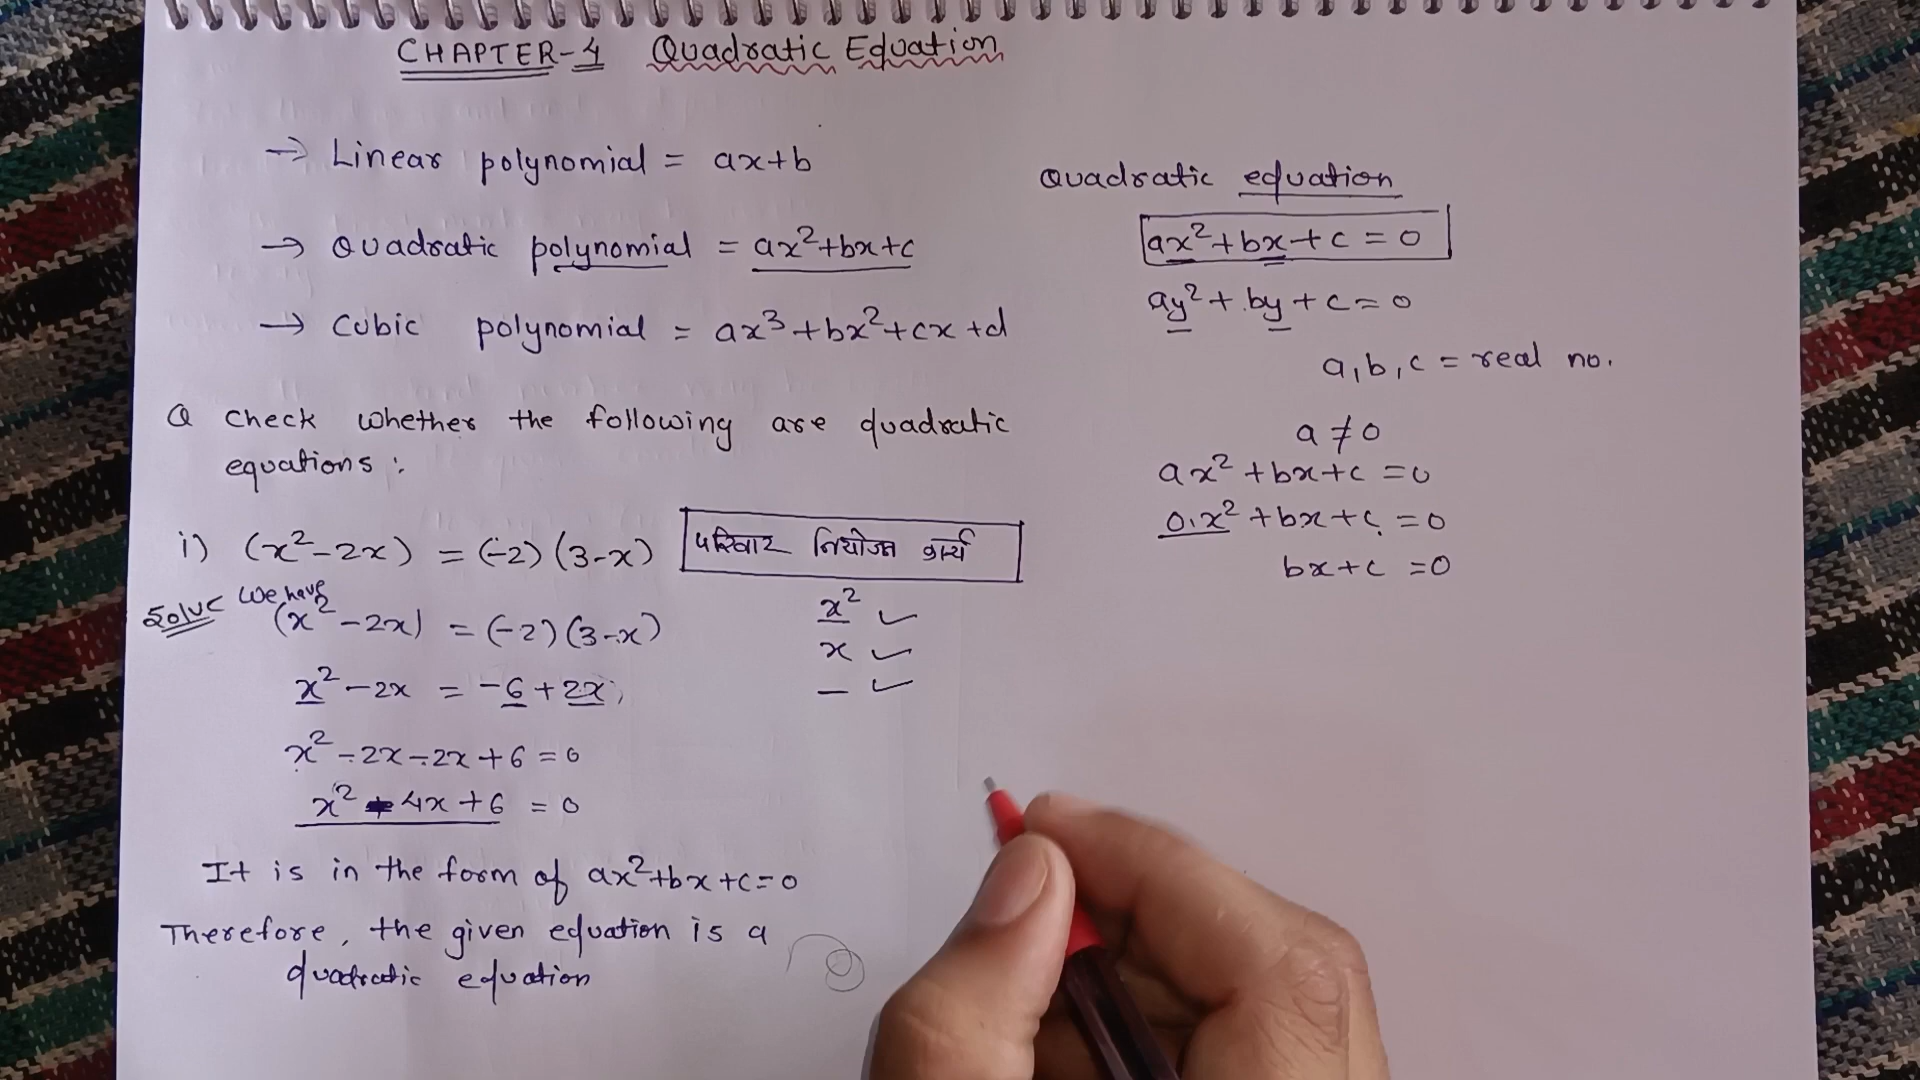 CHAPTER-4 Quadratic Equation
→ Linear polynomial = ax+b
→ Quadratic polynomial = ax²+bx+c
→ Cubic polynomial = ax³+bx²+cx+d
Quadratic equation
ax²+bx+c=0
ay²+by+c=0
a,b,c = real no.
a≠0
ax²+bx+c=0
0.x²+bx+c=0
bx+c=0
Q Check whether the following are quadratic
equations:
i) (x²-2x) = (-2)(3-x)
परिवार नियोजन
x² ✓
x ✓
– ✓
Solve We have
(x²-2x) = (-2)(3-x)
x²-2x = -6+2x
x²-2x-2x+6=0
x²-4x+6=0
It is in the form of ax²+bx+c=0
Therefore, the given equation is a
quadratic equation